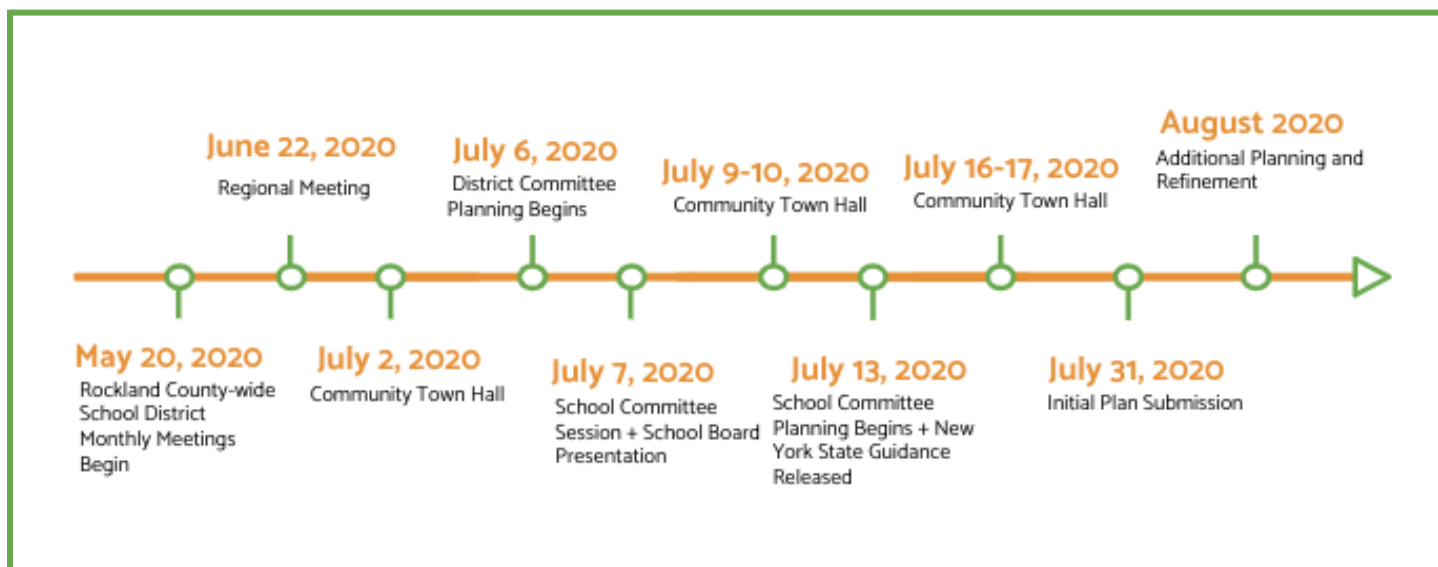 May 20, 2020
Rockland County-wide
School District
Monthly Meetings
Begin
June 22, 2020
Regional Meeting
July 2, 2020
Community Town Hall
July 6, 2020
District Committee
Planning Begins
July 7, 2020
School Committee
Session + School Board
Presentation
July 9-10, 2020
Community Town Hall
July 13, 2020
School Committee
Planning Begins + New
York State Guidance
Released
July 16-17, 2020
Community Town Hall
July 31, 2020
Initial Plan Submission
August 2020
Additional Planning and
Refinement